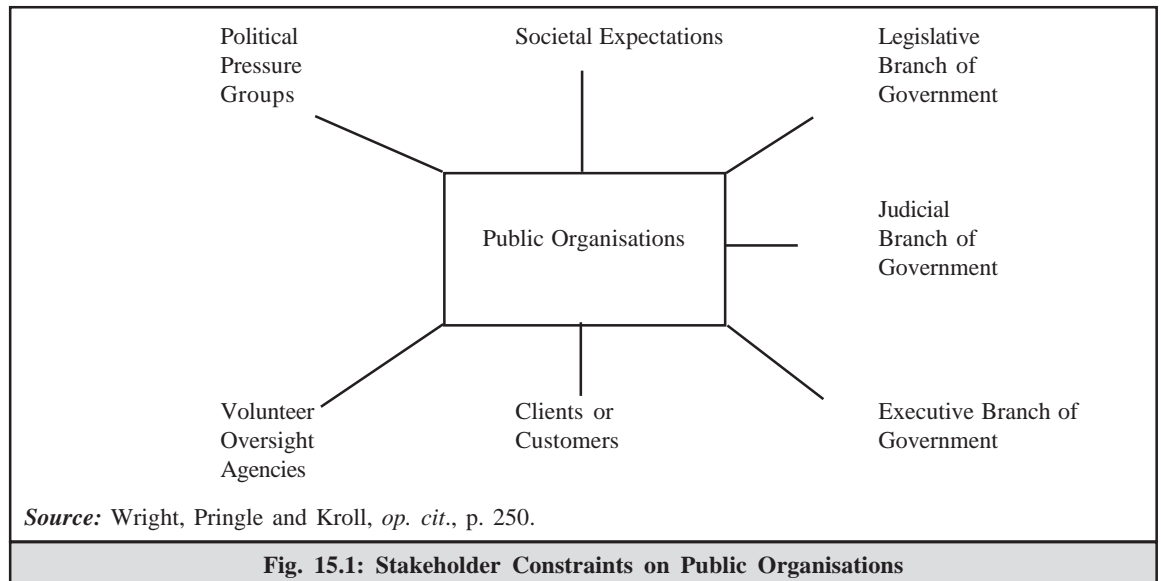 Political
Pressure
Groups
Societal Expectations
Legislative
Branch of
Government
Public Organisations
Judicial
Branch of
Government
Volunteer
Oversight
Agencies
Clients or
Customers
Executive Branch of
Government
Source: Wright, Pringle and Kroll, op. cit., p. 250.
Fig. 15.1: Stakeholder Constraints on Public Organisations